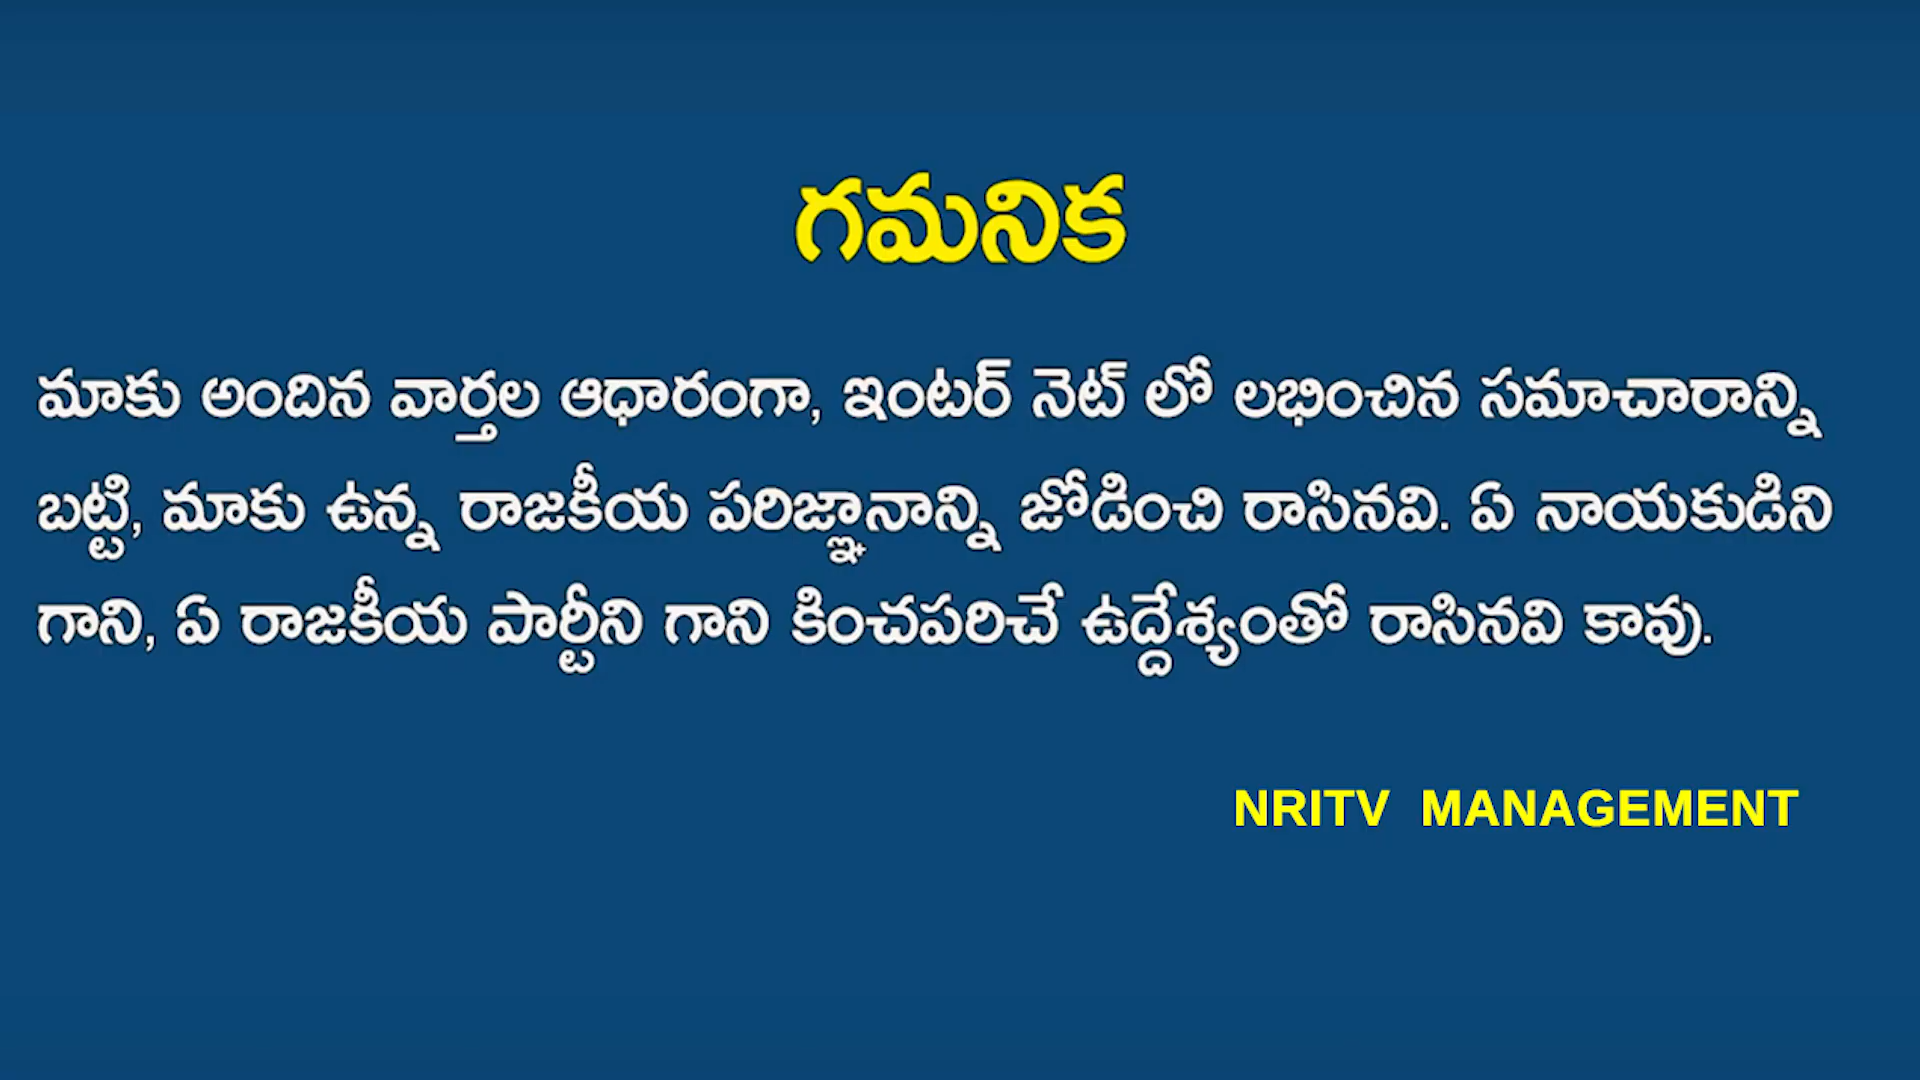 గమనిక
మాకు అందిన వార్తల ఆధారంగా, ఇంటర్ నెట్ లో లభించిన సమాచారాన్ని
బట్టి, మాకు ఉన్న రాజకీయ పరిజ్ఞానాన్ని జోడించి రాసినవి. ఏ నాయకుడిని
గాని, ఏ రాజకీయ పార్టీని గాని కించపరిచే ఉద్దేశ్యంతో రాసినవి కావు.
NRITV MANAGEMENT